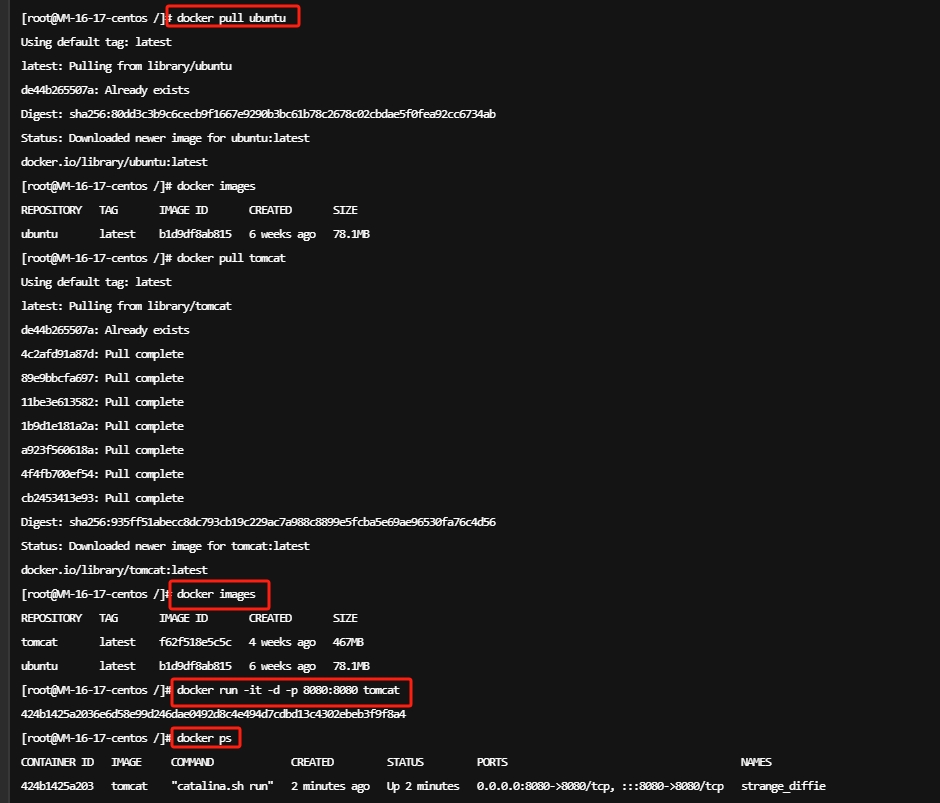 [root@VM-16-17-centos /]# docker pull ubuntu
Using default tag: latest
latest: Pulling from library/ubuntu
de44b265507a: Already exists
Digest: sha256:80dd3c3b9c6cecb9f1667e9290b3bc61b78c2678c02cbdae5f0fea92cc6734ab
Status: Downloaded newer image for ubuntu:latest
docker.io/library/ubuntu:latest
[root@VM-16-17-centos /]# docker images
REPOSITORY TAG IMAGE ID CREATED SIZE
ubuntu latest b1d9df8ab815 6 weeks ago 78.1MB
[root@VM-16-17-centos /]# docker pull tomcat
Using default tag: latest
latest: Pulling from library/tomcat
de44b265507a: Already exists
4c2afd91a87d: Pull complete
89e9bbcfa697: Pull complete
11be3e613582: Pull complete
1b9d1e181a2a: Pull complete
a923f560618a: Pull complete
4f4fb700ef54: Pull complete
cb2453413e93: Pull complete
Digest: sha256:935ff51abecc8dc793cb19c229ac7a988c8899e5fcba5e69ae96530fa76c4d56
Status: Downloaded newer image for tomcat:latest
docker.io/library/tomcat:latest
[root@VM-16-17-centos /]# docker images
REPOSITORY TAG IMAGE ID CREATED SIZE
tomcat latest f62f518e5c5c 4 weeks ago 467MB
ubuntu latest b1d9df8ab815 6 weeks ago 78.1MB
[root@VM-16-17-centos /]# docker run -it -d -p 8080:8080 tomcat
424b1425a2036e6d58e99d246dae0492d8c4e494d7cdbd13c4302ebeb3f9f8a4
[root@VM-16-17-centos /]# docker ps
CONTAINER ID IMAGE COMMAND CREATED STATUS PORTS NAMES
424b1425a203 tomcat "catalina.sh run" 2 minutes ago Up 2 minutes 0.0.0.0:8080->8080/tcp, :::8080->8080/tcp strange_diffie